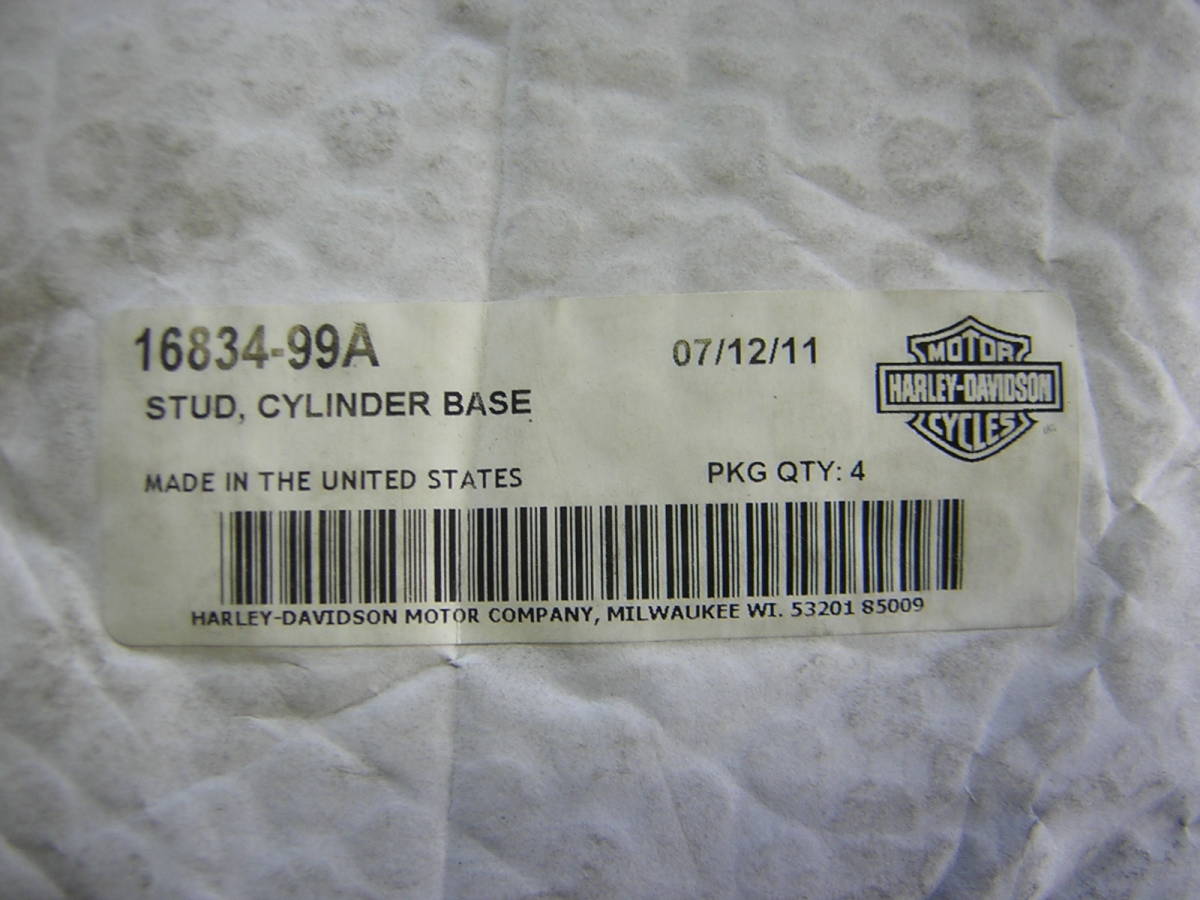 16834-99A
07/12/11
STUD, CYLINDER BASE
MOTOR
HARLEY-DAVIDSON
CYCLES
MADE IN THE UNITED STATES
PKG QTY: 4
HARLEY-DAVIDSON MOTOR COMPANY, MILWAUKEE WI. 53201 85009